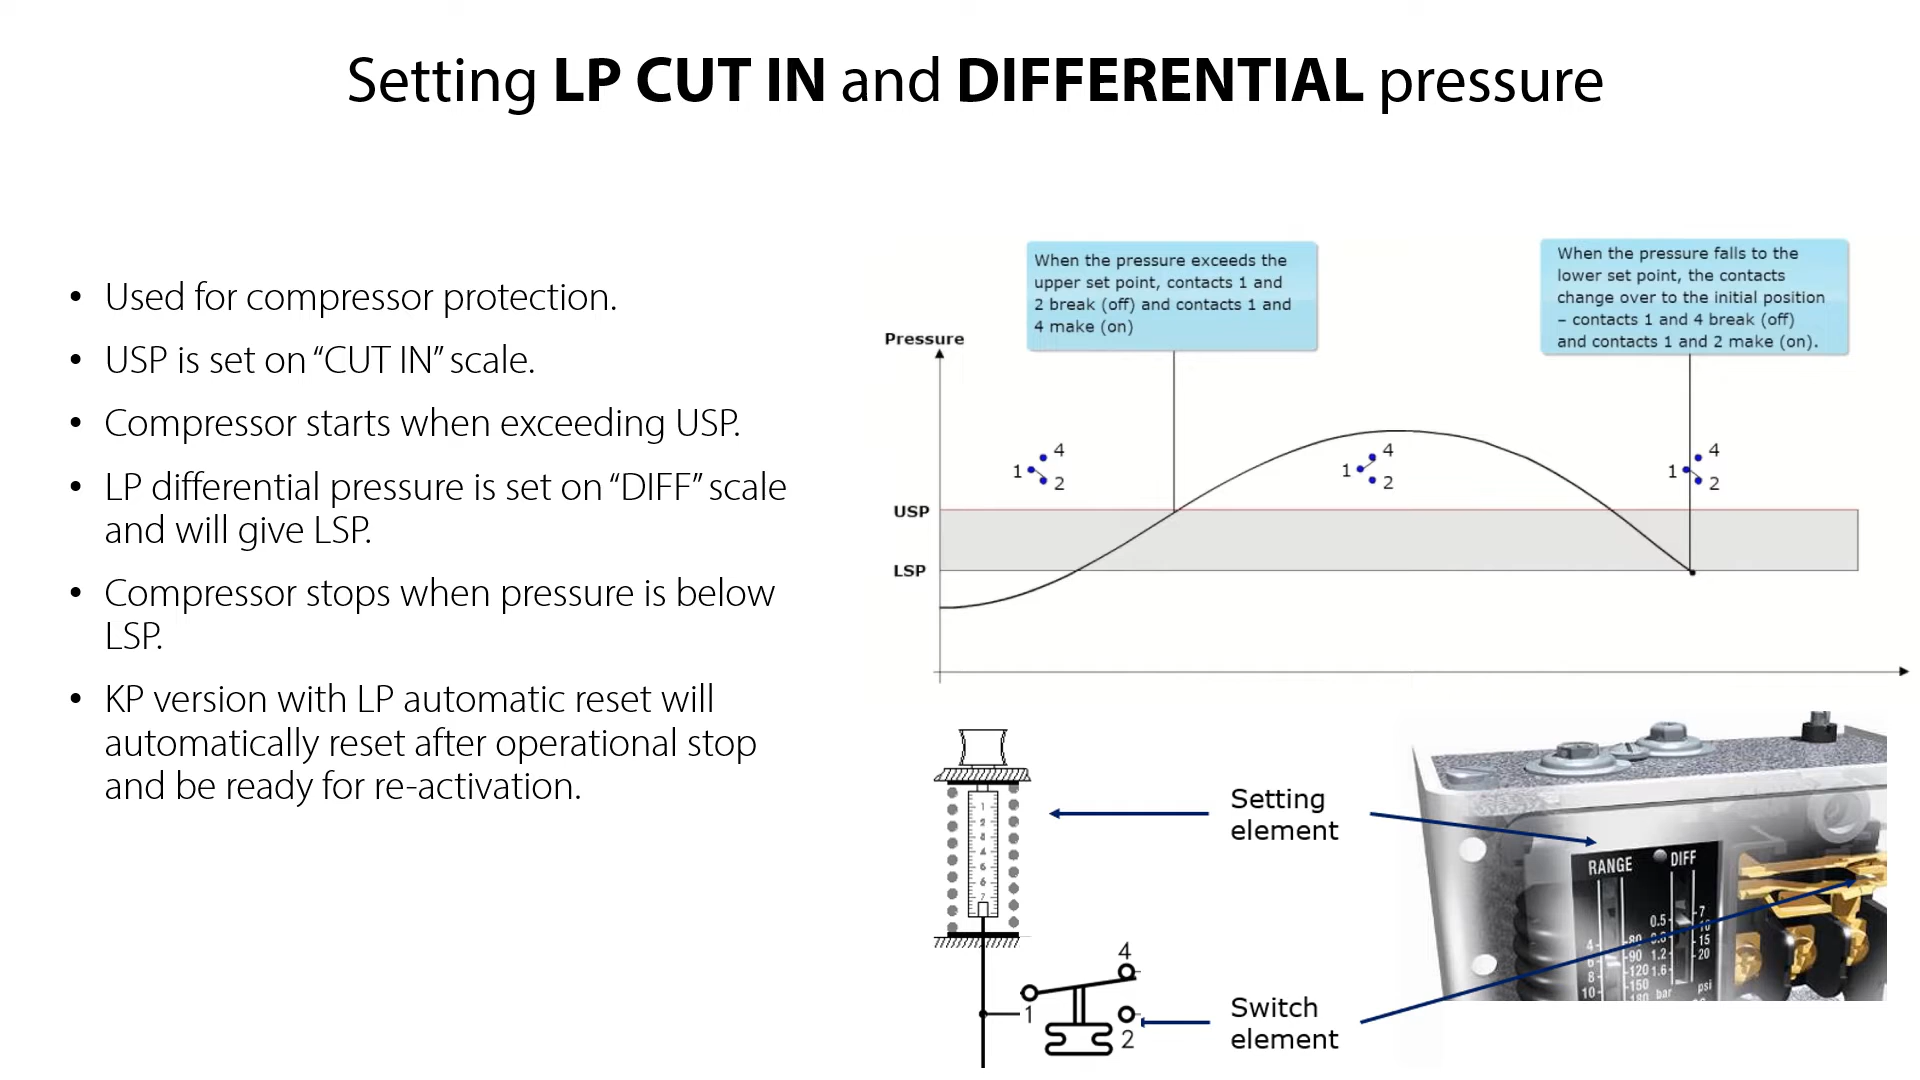 Setting LP CUT IN and DIFFERENTIAL pressure
• Used for compressor protection.
• USP is set on “CUT IN” scale.
• Compressor starts when exceeding USP.
• LP differential pressure is set on “DIFF” scale
and will give LSP.
• Compressor stops when pressure is below
LSP.
• KP version with LP automatic reset will
automatically reset after operational stop
and be ready for re-activation.
When the pressure exceeds the
upper set point, contacts 1 and
2 break (off) and contacts 1 and
4 make (on)
When the pressure falls to the
lower set point, the contacts
change over to the initial position
– contacts 1 and 4 break (off)
and contacts 1 and 2 make (on).
Pressure
4
1
2
4
1
2
4
1
2
USP
LSP
Setting
element
1
2
4
6
6
7
4
1
2
Switch
element
RANGE DIFF
0.5 7
4 80 10
6 90 1.2 15
8 120 1.6 20
10 150
bar psi